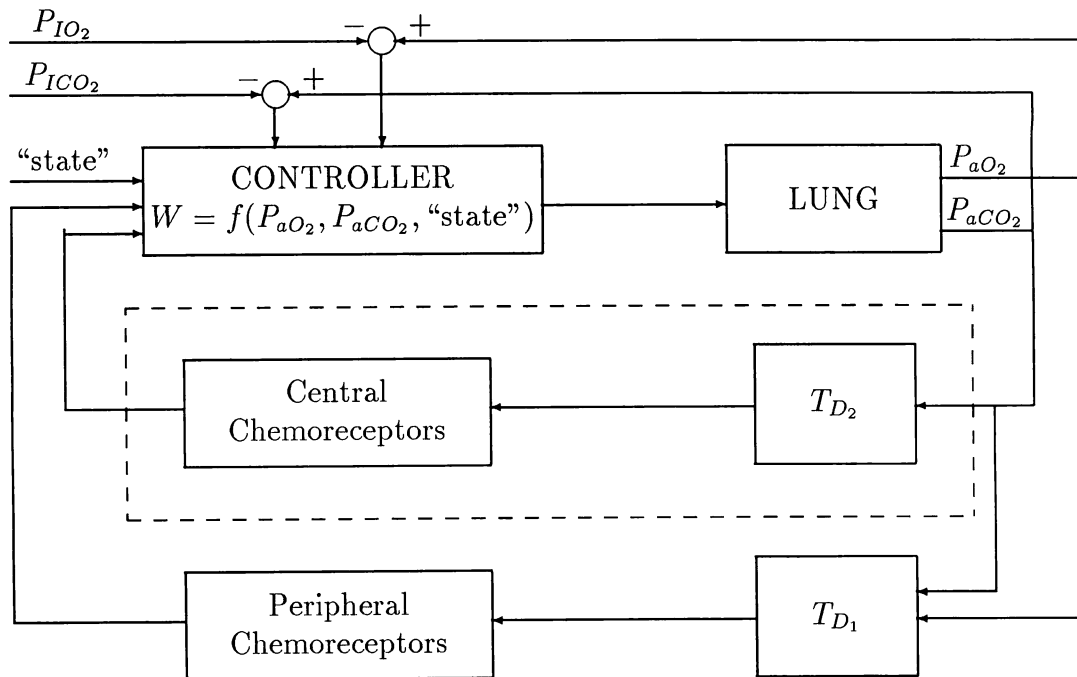 P_{IO_2}
− +
P_{ICO_2}
− +
“state”
CONTROLLER
W = f(P_{aO_2}, P_{aCO_2}, “state”)
LUNG
P_{aO_2}
P_{aCO_2}
Central
Chemoreceptors
T_{D_2}
Peripheral
Chemoreceptors
T_{D_1}